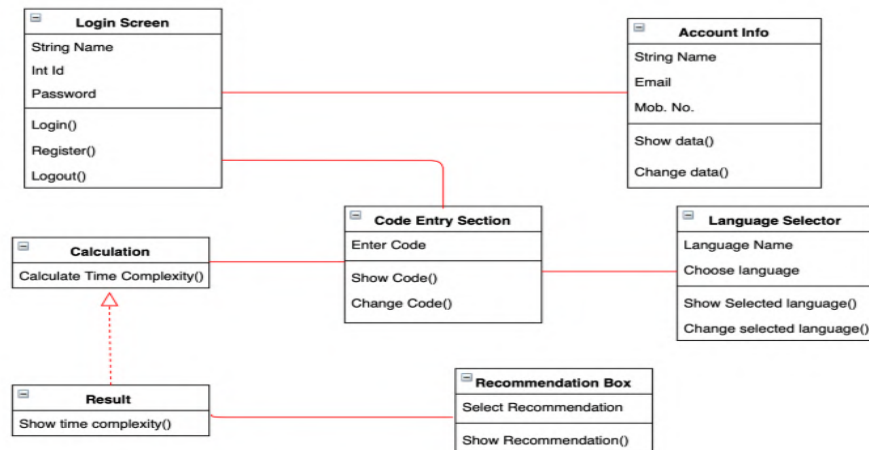 Login Screen
String Name
Int Id
Password
Login()
Register()
Logout()
Account Info
String Name
Email
Mob. No.
Show data()
Change data()
Code Entry Section
Enter Code
Show Code()
Change Code()
Language Selector
Language Name
Choose language
Show Selected language()
Change selected language()
Calculation
Calculate Time Complexity()
Result
Show time complexity()
Recommendation Box
Select Recommendation
Show Recommendation()